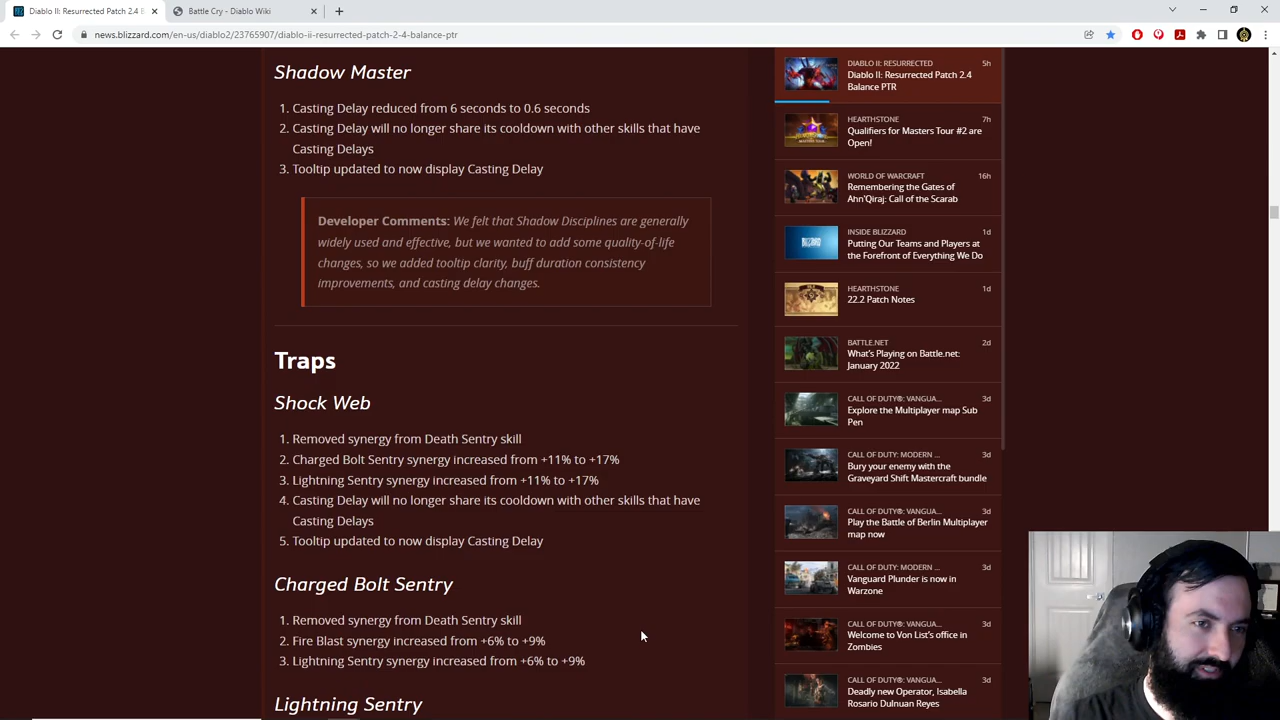 Diablo II: Resurrected Patch 2.4 B
Battle Cry - Diablo Wiki
news.blizzard.com/en-us/diablo2/23765907/diablo-ii-resurrected-patch-2-4-balance-ptr
Shadow Master
1. Casting Delay reduced from 6 seconds to 0.6 seconds
2. Casting Delay will no longer share its cooldown with other skills that have
Casting Delays
3. Tooltip updated to now display Casting Delay
Developer Comments: We felt that Shadow Disciplines are generally
widely used and effective, but we wanted to add some quality-of-life
changes, so we added tooltip clarity, buff duration consistency
improvements, and casting delay changes.
Traps
Shock Web
1. Removed synergy from Death Sentry skill
2. Charged Bolt Sentry synergy increased from +11% to +17%
3. Lightning Sentry synergy increased from +11% to +17%
4. Casting Delay will no longer share its cooldown with other skills that have
Casting Delays
5. Tooltip updated to now display Casting Delay
Charged Bolt Sentry
1. Removed synergy from Death Sentry skill
2. Fire Blast synergy increased from +6% to +9%
3. Lightning Sentry synergy increased from +6% to +9%
Lightning Sentry
DIABLO II: RESURRECTED 5h
Diablo II: Resurrected Patch 2.4
Balance PTR
HEARTHSTONE 7h
Qualifiers for Masters Tour #2 are
Open!
WORLD OF WARCRAFT 16h
Remembering the Gates of
Ahn'Qiraj: Call of the Scarab
INSIDE BLIZZARD 1d
Putting Our Teams and Players at
the Forefront of Everything We Do
HEARTHSTONE 1d
22.2 Patch Notes
BATTLE.NET 2d
What's Playing on Battle.net:
January 2022
CALL OF DUTY®: VANGUA... 3d
Explore the Multiplayer map Sub
Pen
CALL OF DUTY: MODERN ... 3d
Bury your enemy with the
Graveyard Shift Mastercraft bundle
CALL OF DUTY®: VANGUA... 3d
Play the Battle of Berlin Multiplayer
map now
CALL OF DUTY: MODERN ... 3d
Vanguard Plunder is now in
Warzone
CALL OF DUTY®: VANGUA... 3d
Welcome to Von List's office in
Zombies
CALL OF DUTY®: VANGUA... 3d
Deadly new Operator, Isabella
Rosario Dulnuan Reyes